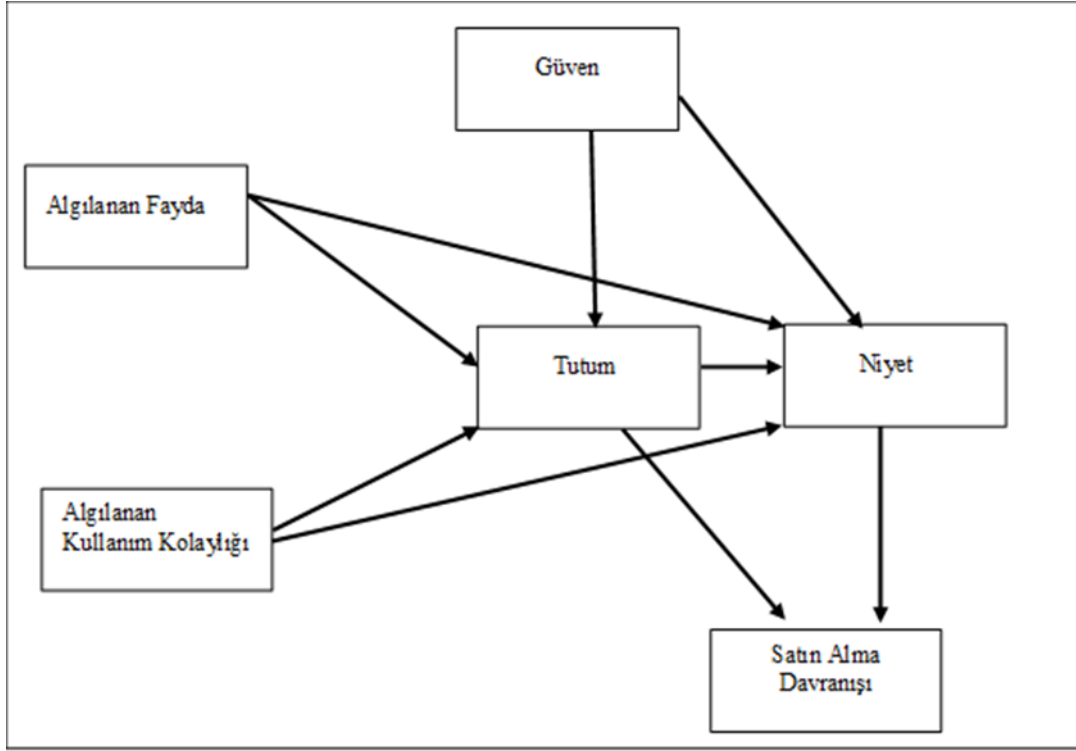 Güven
Algılanan Fayda
Tutum
Niyet
Algılanan
Kullanım Kolaylığı
Satın Alma
Davranışı